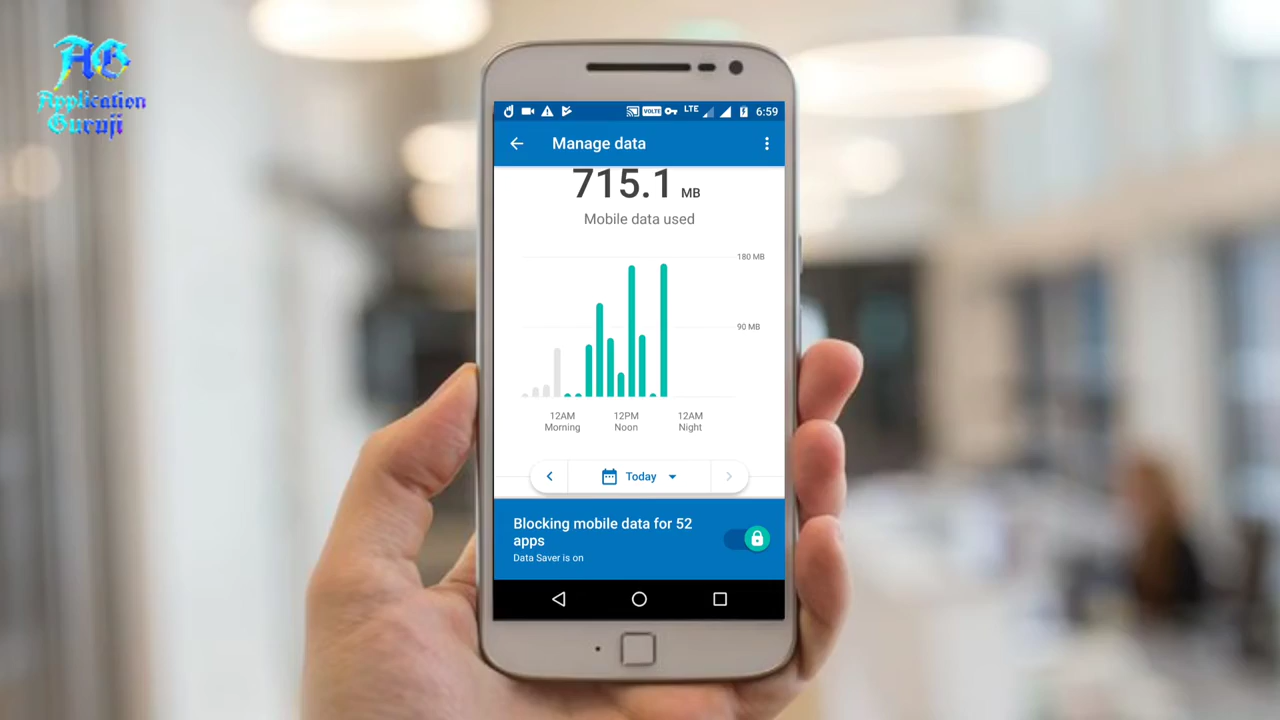 AG
Application
Guruji
VOLTE LTE 6:59
Manage data
715.1 MB
Mobile data used
180 MB
90 MB
12AM
Morning
12PM
Noon
12AM
Night
Today
Blocking mobile data for 52
apps
Data Saver is on